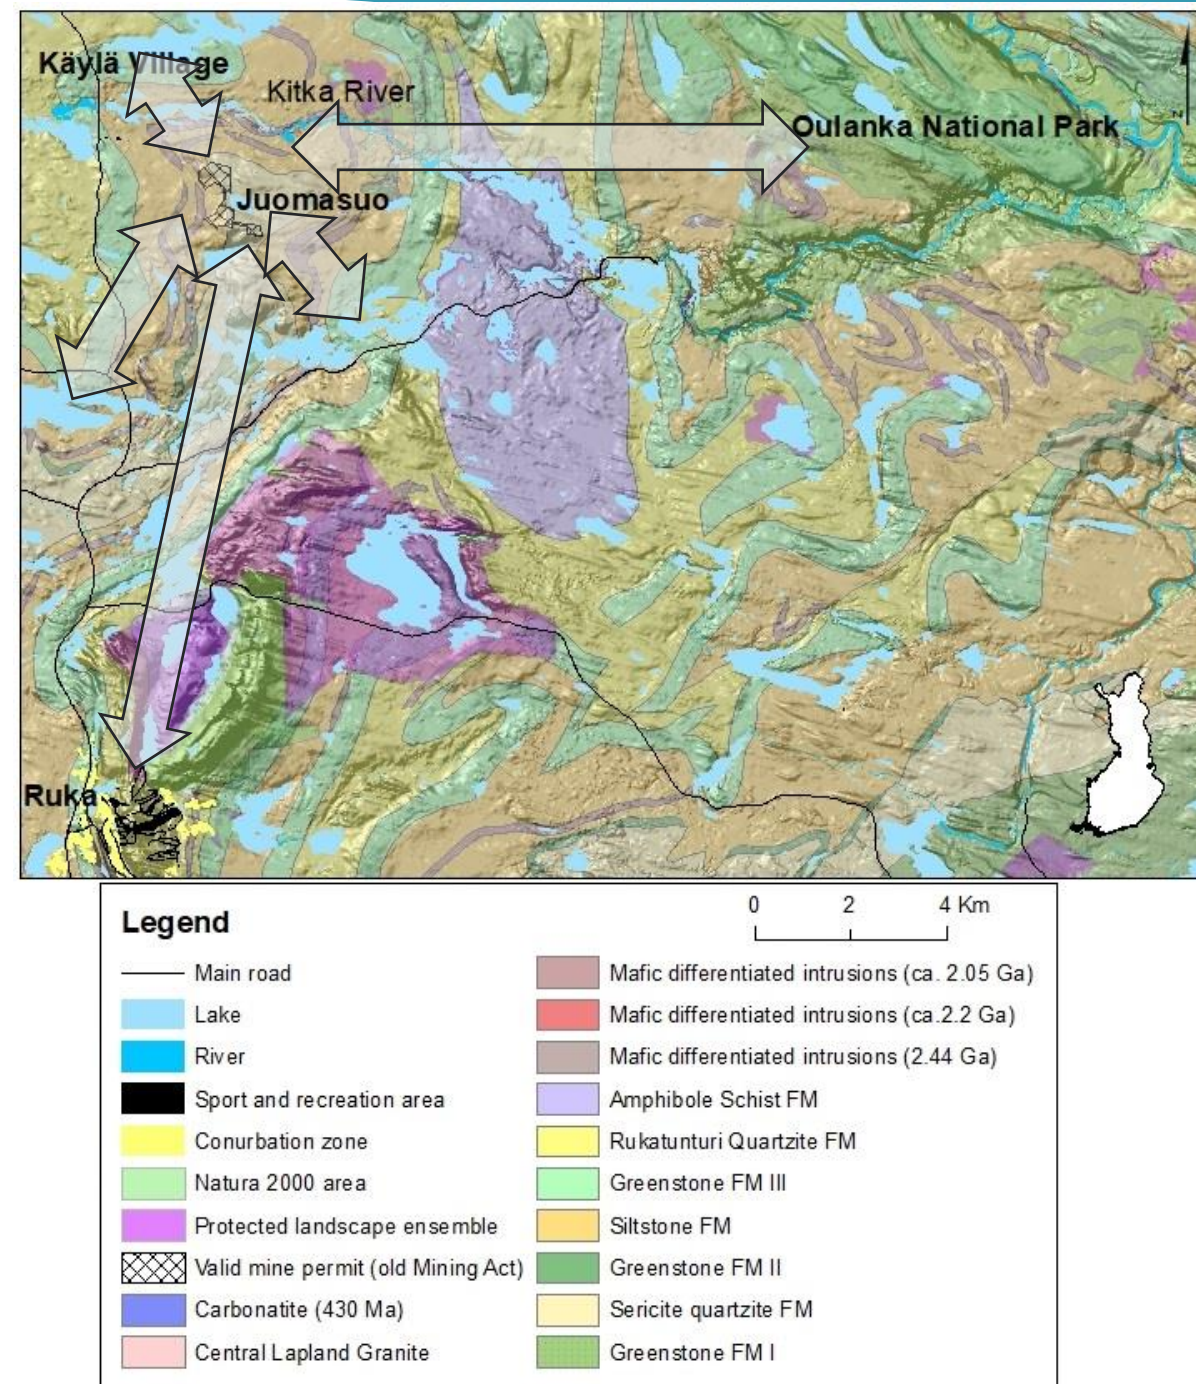 Käylä Village
Kitka River
Oulanka National Park
N
Juomasuo
Ruka
Legend
0 2 4 Km
Main road
Lake
River
Sport and recreation area
Conurbation zone
Natura 2000 area
Protected landscape ensemble
Valid mine permit (old Mining Act)
Carbonatite (430 Ma)
Central Lapland Granite
Mafic differentiated intrusions (ca. 2.05 Ga)
Mafic differentiated intrusions (ca.2.2 Ga)
Mafic differentiated intrusions (2.44 Ga)
Amphibole Schist FM
Rukatunturi Quartzite FM
Greenstone FM III
Siltstone FM
Greenstone FM II
Sericite quartzite FM
Greenstone FM I